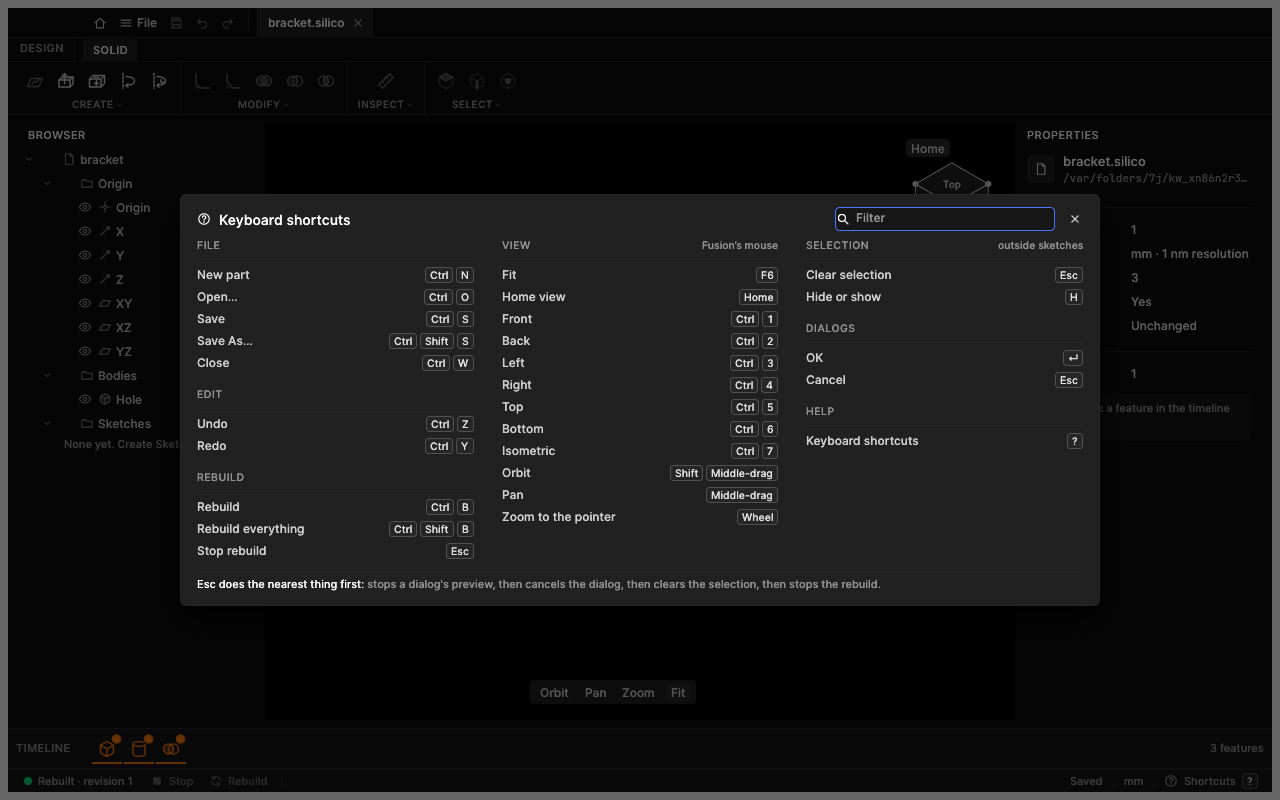 File
bracket.silico
DESIGN
SOLID
CREATE
MODIFY
INSPECT
SELECT
BROWSER
bracket
Origin
Origin
X
Y
Z
XY
XZ
YZ
Bodies
Hole
Sketches
None yet. Create Sket
Home
Top
PROPERTIES
bracket.silico
/var/folders/7j/kw_xn86n2r3…
1
mm · 1 nm resolution
3
Yes
Unchanged
1
k a feature in the timeline
Keyboard shortcuts
Filter
FILE
New part Ctrl N
Open... Ctrl O
Save Ctrl S
Save As... Ctrl Shift S
Close Ctrl W
EDIT
Undo Ctrl Z
Redo Ctrl Y
REBUILD
Rebuild Ctrl B
Rebuild everything Ctrl Shift B
Stop rebuild Esc
VIEW Fusion's mouse
Fit F6
Home view Home
Front Ctrl 1
Back Ctrl 2
Left Ctrl 3
Right Ctrl 4
Top Ctrl 5
Bottom Ctrl 6
Isometric Ctrl 7
Orbit Shift Middle-drag
Pan Middle-drag
Zoom to the pointer Wheel
SELECTION outside sketches
Clear selection Esc
Hide or show H
DIALOGS
OK ↵
Cancel Esc
HELP
Keyboard shortcuts ?
Esc does the nearest thing first: stops a dialog's preview, then cancels the dialog, then clears the selection, then stops the rebuild.
Orbit Pan Zoom Fit
TIMELINE
3 features
Rebuilt · revision 1 Stop Rebuild
Saved mm Shortcuts ?